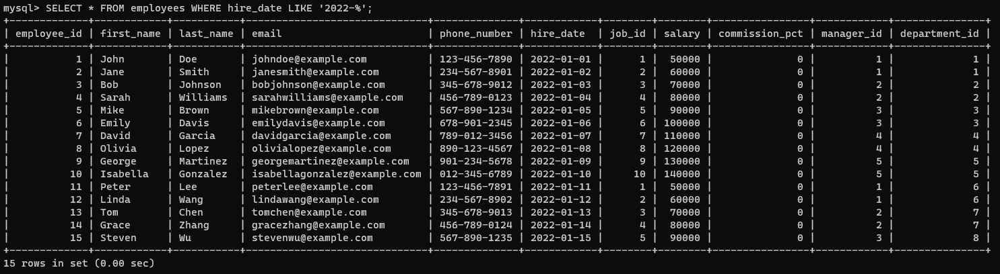 mysql> SELECT * FROM employees WHERE hire_date LIKE '2022-%';
+-------------+------------+-----------+------------------------------+--------------+------------+--------+--------+----------------+------------+---------------+
| employee_id | first_name | last_name | email                        | phone_number | hire_date  | job_id | salary | commission_pct | manager_id | department_id |
+-------------+------------+-----------+------------------------------+--------------+------------+--------+--------+----------------+------------+---------------+
|           1 | John       | Doe       | johndoe@example.com          | 123-456-7890 | 2022-01-01 |      1 |  50000 |              0 |          1 |             1 |
|           2 | Jane       | Smith     | janesmith@example.com        | 234-567-8901 | 2022-01-02 |      2 |  60000 |              0 |          1 |             1 |
|           3 | Bob        | Johnson   | bobjohnson@example.com       | 345-678-9012 | 2022-01-03 |      3 |  70000 |              0 |          2 |             2 |
|           4 | Sarah      | Williams  | sarahwilliams@example.com    | 456-789-0123 | 2022-01-04 |      4 |  80000 |              0 |          2 |             2 |
|           5 | Mike       | Brown     | mikebrown@example.com        | 567-890-1234 | 2022-01-05 |      5 |  90000 |              0 |          3 |             3 |
|           6 | Emily      | Davis     | emilydavis@example.com       | 678-901-2345 | 2022-01-06 |      6 | 100000 |              0 |          3 |             3 |
|           7 | David      | Garcia    | davidgarcia@example.com      | 789-012-3456 | 2022-01-07 |      7 | 110000 |              0 |          4 |             4 |
|           8 | Olivia     | Lopez     | olivialopez@example.com      | 890-123-4567 | 2022-01-08 |      8 | 120000 |              0 |          4 |             4 |
|           9 | George     | Martinez  | georgemartinez@example.com   | 901-234-5678 | 2022-01-09 |      9 | 130000 |              0 |          5 |             5 |
|          10 | Isabella   | Gonzalez  | isabellagonzalez@example.com | 012-345-6789 | 2022-01-10 |     10 | 140000 |              0 |          5 |             5 |
|          11 | Peter      | Lee       | peterlee@example.com         | 123-456-7891 | 2022-01-11 |      1 |  50000 |              0 |          1 |             6 |
|          12 | Linda      | Wang      | lindawang@example.com        | 234-567-8902 | 2022-01-12 |      2 |  60000 |              0 |          1 |             6 |
|          13 | Tom        | Chen      | tomchen@example.com          | 345-678-9013 | 2022-01-13 |      3 |  70000 |              0 |          2 |             7 |
|          14 | Grace      | Zhang     | gracezhang@example.com       | 456-789-0124 | 2022-01-14 |      4 |  80000 |              0 |          2 |             7 |
|          15 | Steven     | Wu        | stevenwu@example.com         | 567-890-1235 | 2022-01-15 |      5 |  90000 |              0 |          3 |             8 |
+-------------+------------+-----------+------------------------------+--------------+------------+--------+--------+----------------+------------+---------------+
15 rows in set (0.00 sec)